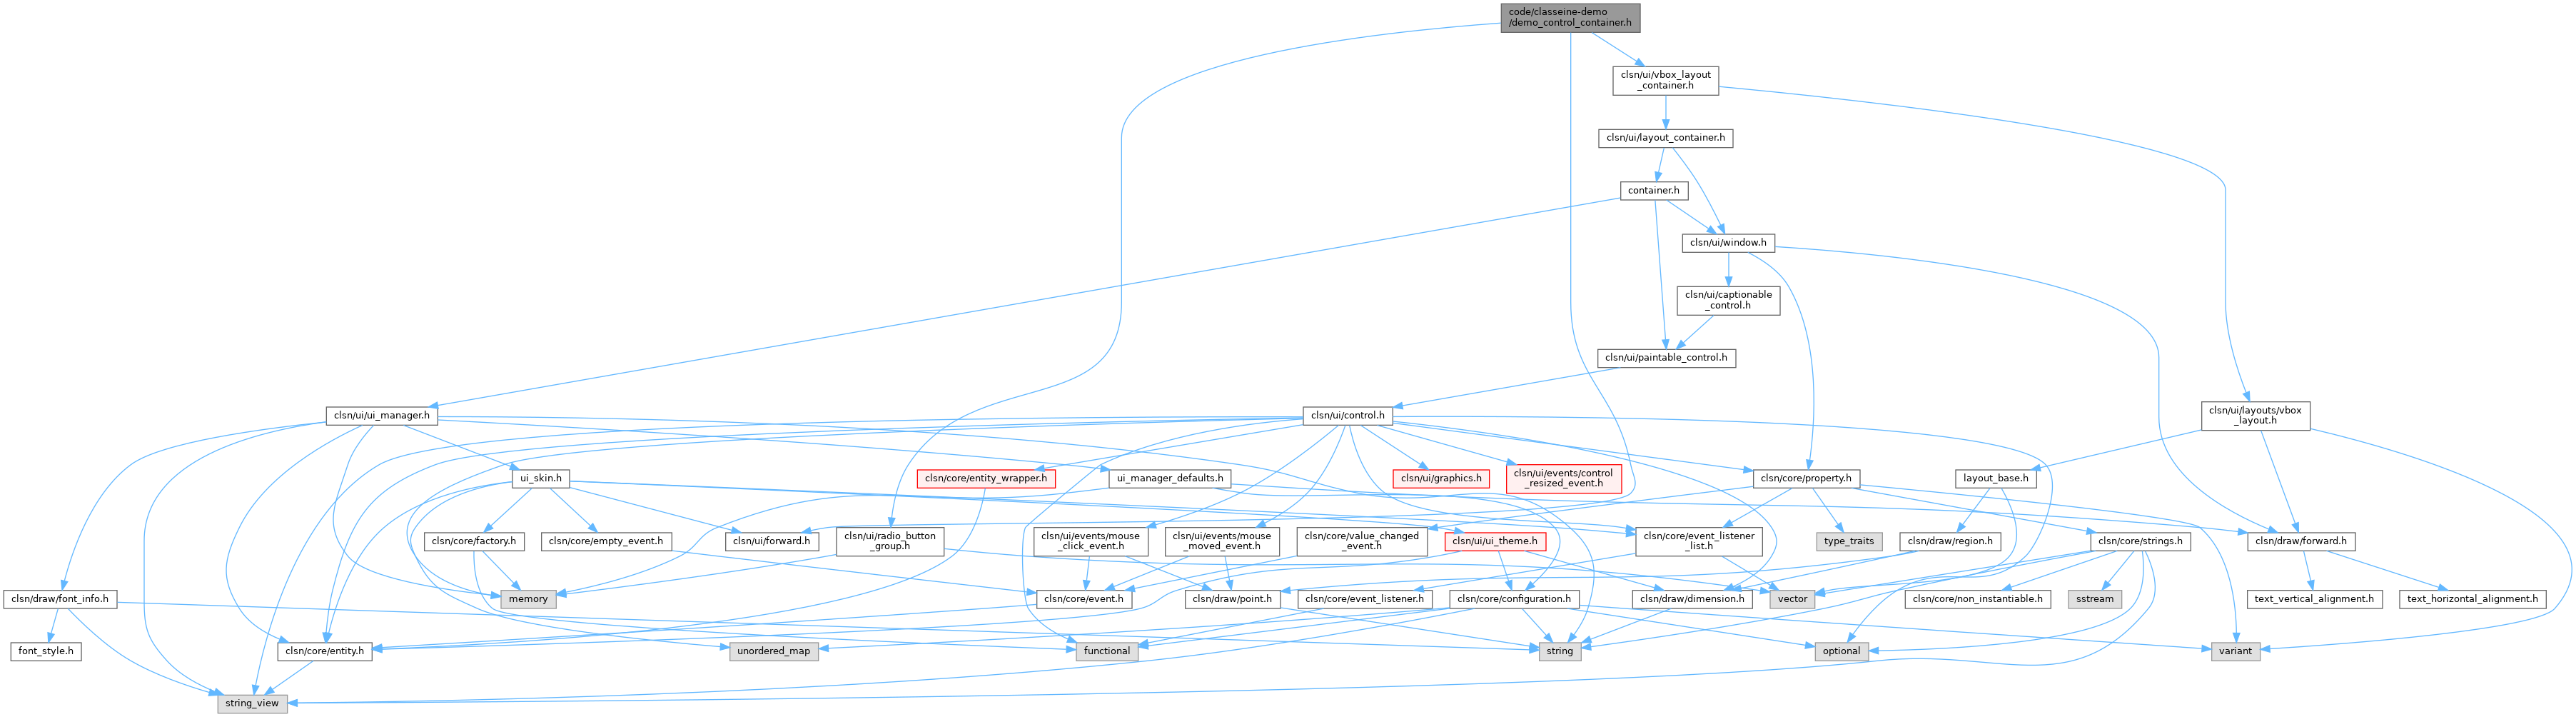 code/classeine-demo
/demo_control_container.h
clsn/ui/vbox_layout
_container.h
clsn/ui/layout_container.h
container.h
clsn/ui/window.h
clsn/ui/captionable
_control.h
clsn/ui/paintable_control.h
clsn/ui/ui_manager.h
clsn/ui/control.h
clsn/ui/layouts/vbox
_layout.h
ui_skin.h
clsn/core/entity_wrapper.h
ui_manager_defaults.h
clsn/ui/graphics.h
clsn/ui/events/control
_resized_event.h
clsn/core/property.h
layout_base.h
clsn/core/factory.h
clsn/core/empty_event.h
clsn/ui/forward.h
clsn/ui/radio_button
_group.h
clsn/ui/events/mouse
_click_event.h
clsn/ui/events/mouse
_moved_event.h
clsn/core/value_changed
_event.h
clsn/ui/ui_theme.h
clsn/core/event_listener
_list.h
type_traits
clsn/draw/region.h
clsn/core/strings.h
clsn/draw/forward.h
clsn/draw/font_info.h
memory
clsn/core/event.h
clsn/draw/point.h
clsn/core/event_listener.h
clsn/core/configuration.h
clsn/draw/dimension.h
vector
clsn/core/non_instantiable.h
sstream
text_vertical_alignment.h
text_horizontal_alignment.h
font_style.h
clsn/core/entity.h
unordered_map
functional
string
optional
variant
string_view